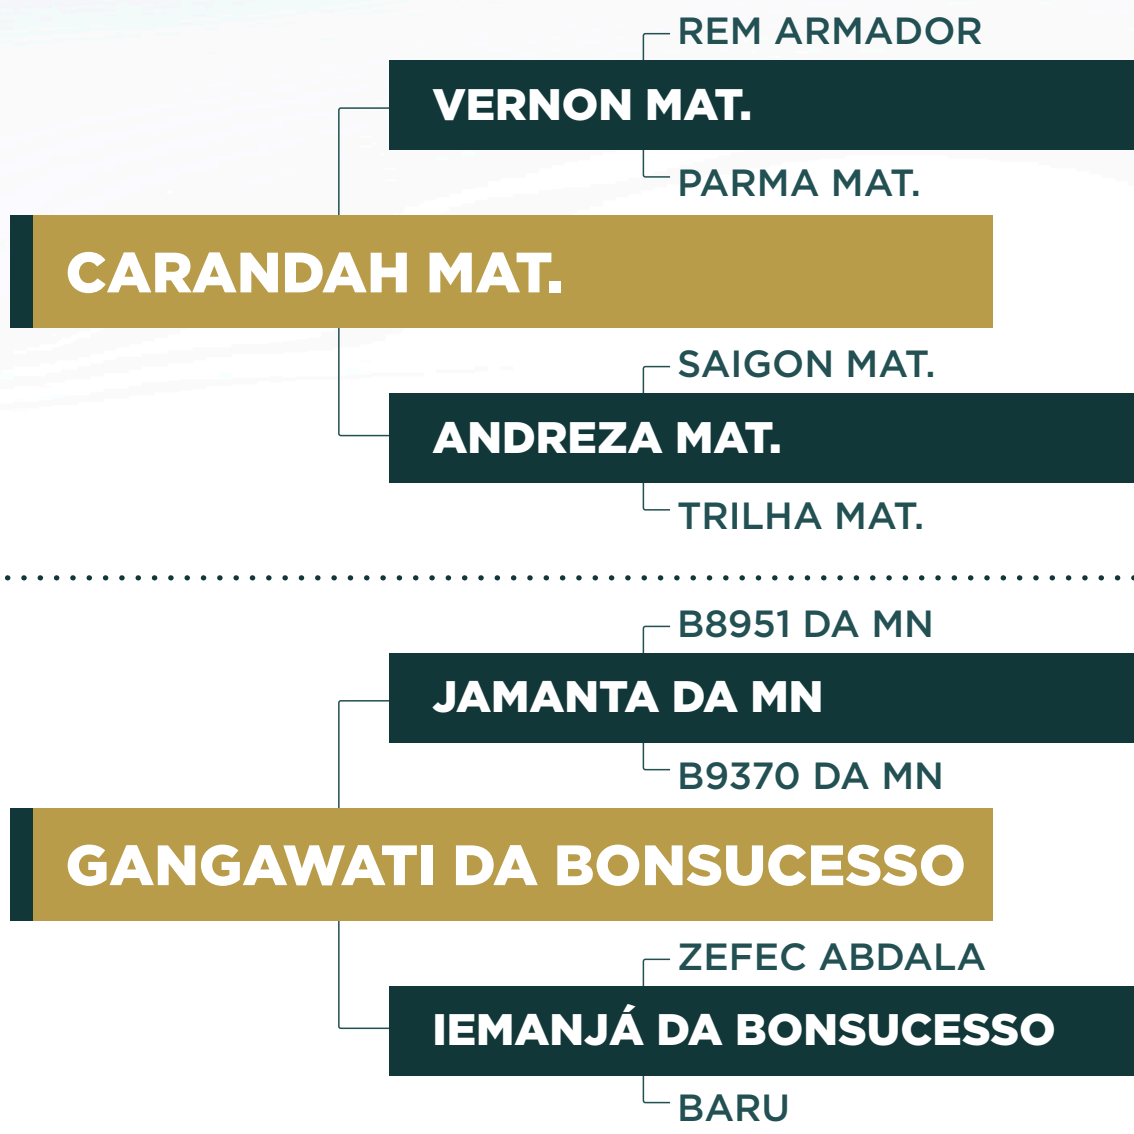 REM ARMADOR
VERNON MAT.
PARMA MAT.
CARANDAH MAT.
SAIGON MAT.
ANDREZA MAT.
TRILHA MAT.
B8951 DA MN
JAMANTA DA MN
B9370 DA MN
GANGAWATI DA BONSUCESSO
ZEFEC ABDALA
IEMANJÁ DA BONSUCESSO
BARU